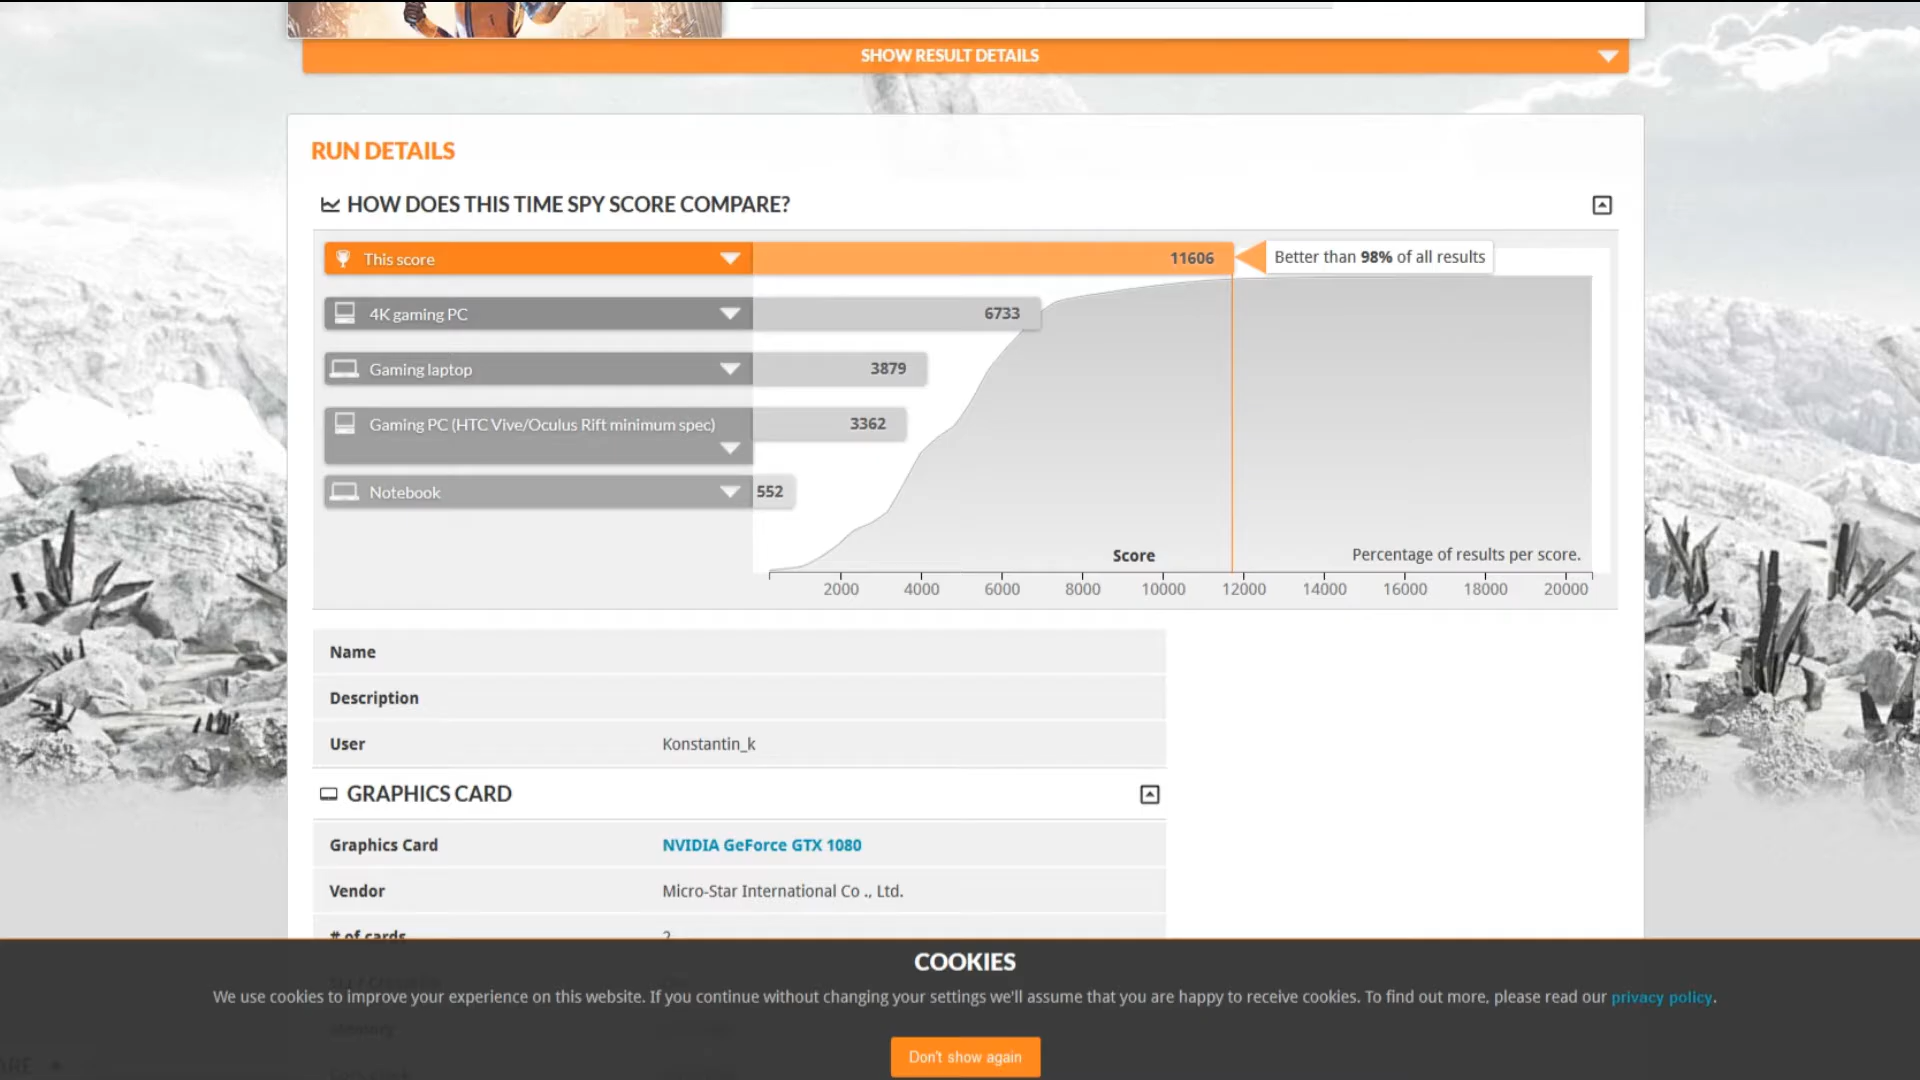 SHOW RESULT DETAILS
RUN DETAILS
HOW DOES THIS TIME SPY SCORE COMPARE?
This score 11606 Better than 98% of all results
4K gaming PC 6733
Gaming laptop 3879
Gaming PC (HTC Vive/Oculus Rift minimum spec) 3362
Notebook 552
Score Percentage of results per score.
2000 4000 6000 8000 10000 12000 14000 16000 18000 20000
Name
Description
User Konstantin_k
GRAPHICS CARD
Graphics Card NVIDIA GeForce GTX 1080
Vendor Micro-Star International Co ., Ltd.
# of cards 2
COOKIES
We use cookies to improve your experience on this website. If you continue without changing your settings we'll assume that you are happy to receive cookies. To find out more, please read our privacy policy.
Memory
Don't show again